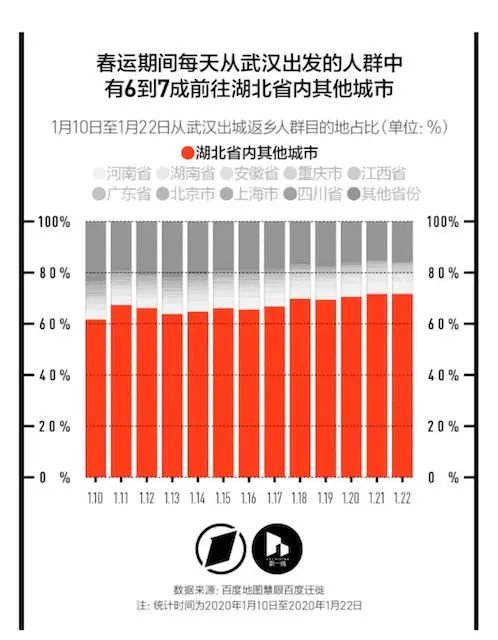 春运期间每天从武汉出发的人群中
有6到7成前往湖北省内其他城市
1月10日至1月22日从武汉出城返乡人群目的地占比(单位: %)
湖北省内其他城市
河南省 湖南省 安徽省 重庆市 江西省
广东省 北京市 上海市 四川省 其他省份
100% 100%
80% 80%
60% 60%
40% 40%
20% 20%
0 % 0 %
1.10 1.11 1.12 1.13 1.14 1.15 1.16 1.17 1.18 1.19 1.20 1.21 1.22
新一线
数据来源: 百度地图慧眼百度迁徙
注: 统计时间为2020年1月10日至2020年1月22日